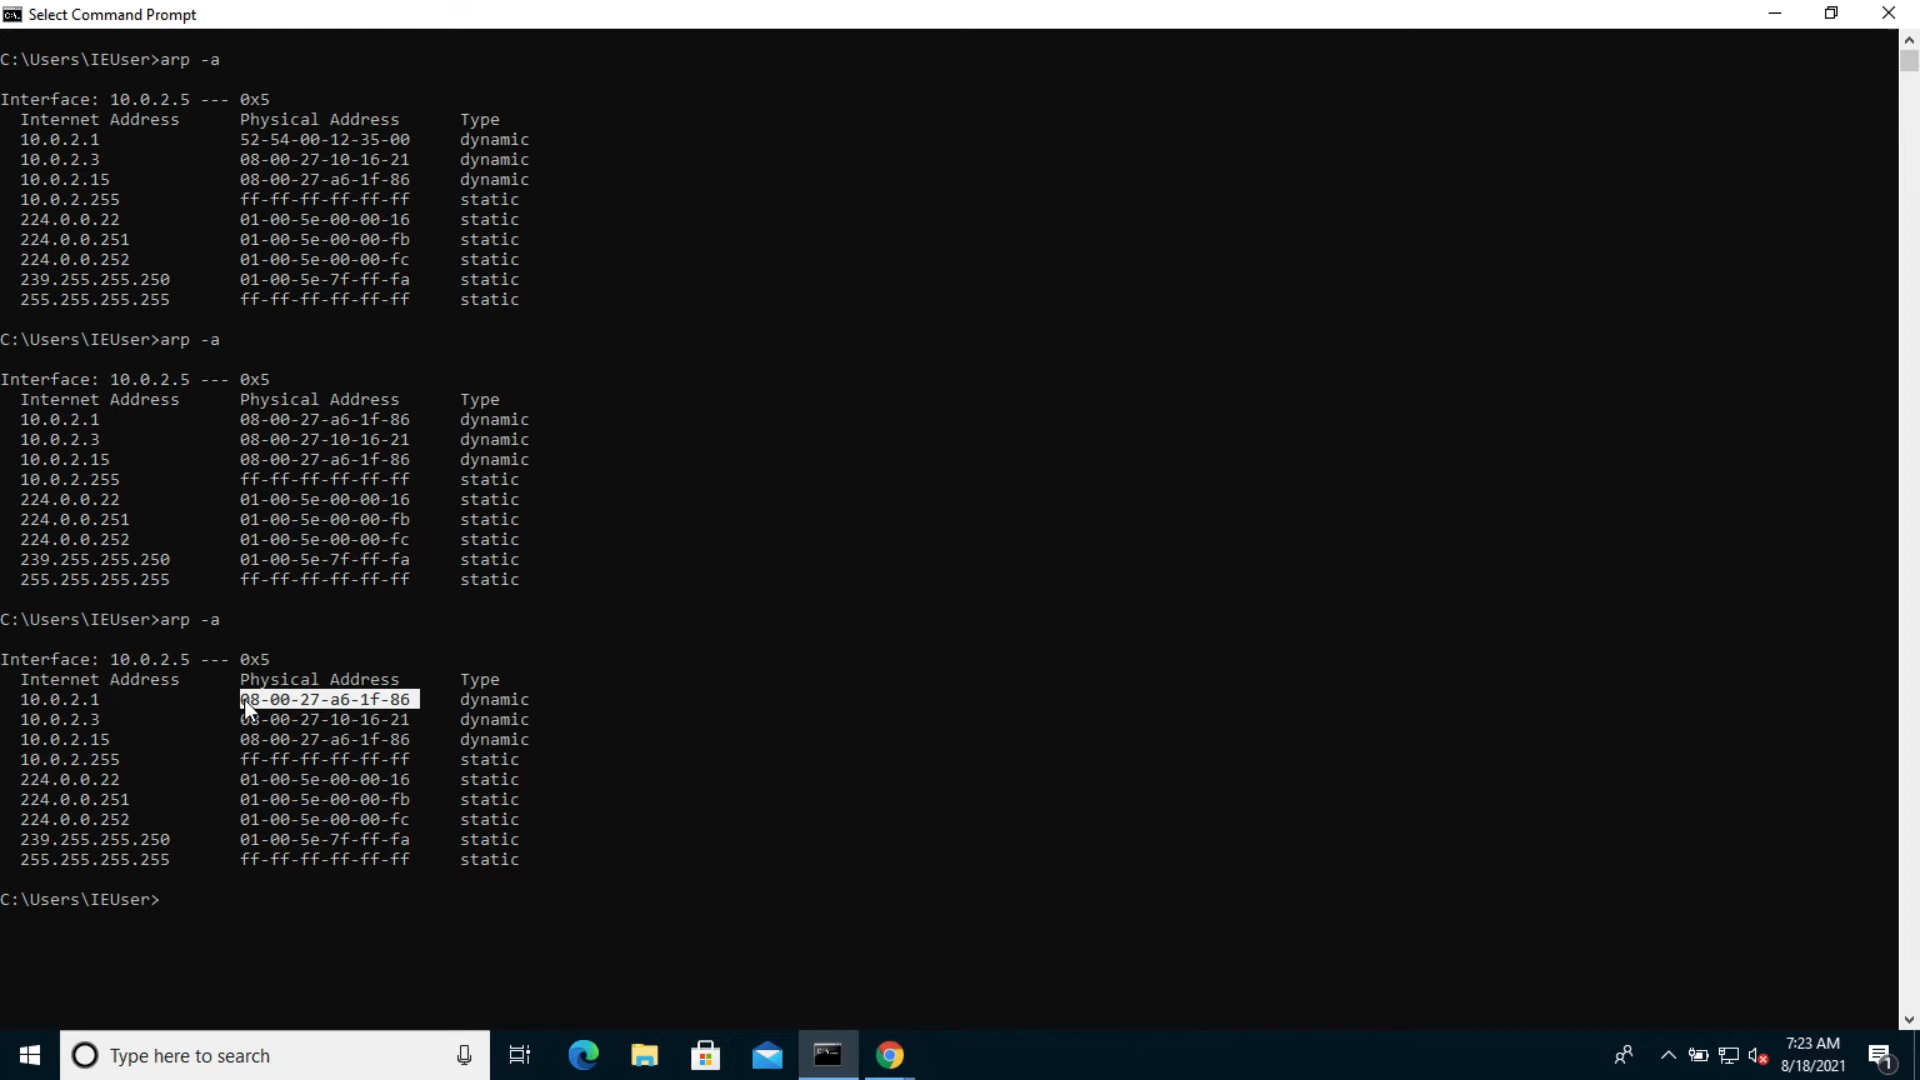 Select Command Prompt
C:\Users\IEUser>arp -a
Interface: 10.0.2.5 --- 0x5
Internet Address Physical Address Type
10.0.2.1 52-54-00-12-35-00 dynamic
10.0.2.3 08-00-27-10-16-21 dynamic
10.0.2.15 08-00-27-a6-1f-86 dynamic
10.0.2.255 ff-ff-ff-ff-ff-ff static
224.0.0.22 01-00-5e-00-00-16 static
224.0.0.251 01-00-5e-00-00-fb static
224.0.0.252 01-00-5e-00-00-fc static
239.255.255.250 01-00-5e-7f-ff-fa static
255.255.255.255 ff-ff-ff-ff-ff-ff static
C:\Users\IEUser>arp -a
Interface: 10.0.2.5 --- 0x5
Internet Address Physical Address Type
10.0.2.1 08-00-27-a6-1f-86 dynamic
10.0.2.3 08-00-27-10-16-21 dynamic
10.0.2.15 08-00-27-a6-1f-86 dynamic
10.0.2.255 ff-ff-ff-ff-ff-ff static
224.0.0.22 01-00-5e-00-00-16 static
224.0.0.251 01-00-5e-00-00-fb static
224.0.0.252 01-00-5e-00-00-fc static
239.255.255.250 01-00-5e-7f-ff-fa static
255.255.255.255 ff-ff-ff-ff-ff-ff static
C:\Users\IEUser>arp -a
Interface: 10.0.2.5 --- 0x5
Internet Address Physical Address Type
10.0.2.1 08-00-27-a6-1f-86 dynamic
10.0.2.3 08-00-27-10-16-21 dynamic
10.0.2.15 08-00-27-a6-1f-86 dynamic
10.0.2.255 ff-ff-ff-ff-ff-ff static
224.0.0.22 01-00-5e-00-00-16 static
224.0.0.251 01-00-5e-00-00-fb static
224.0.0.252 01-00-5e-00-00-fc static
239.255.255.250 01-00-5e-7f-ff-fa static
255.255.255.255 ff-ff-ff-ff-ff-ff static
C:\Users\IEUser>
Type here to search
7:23 AM
8/18/2021
1